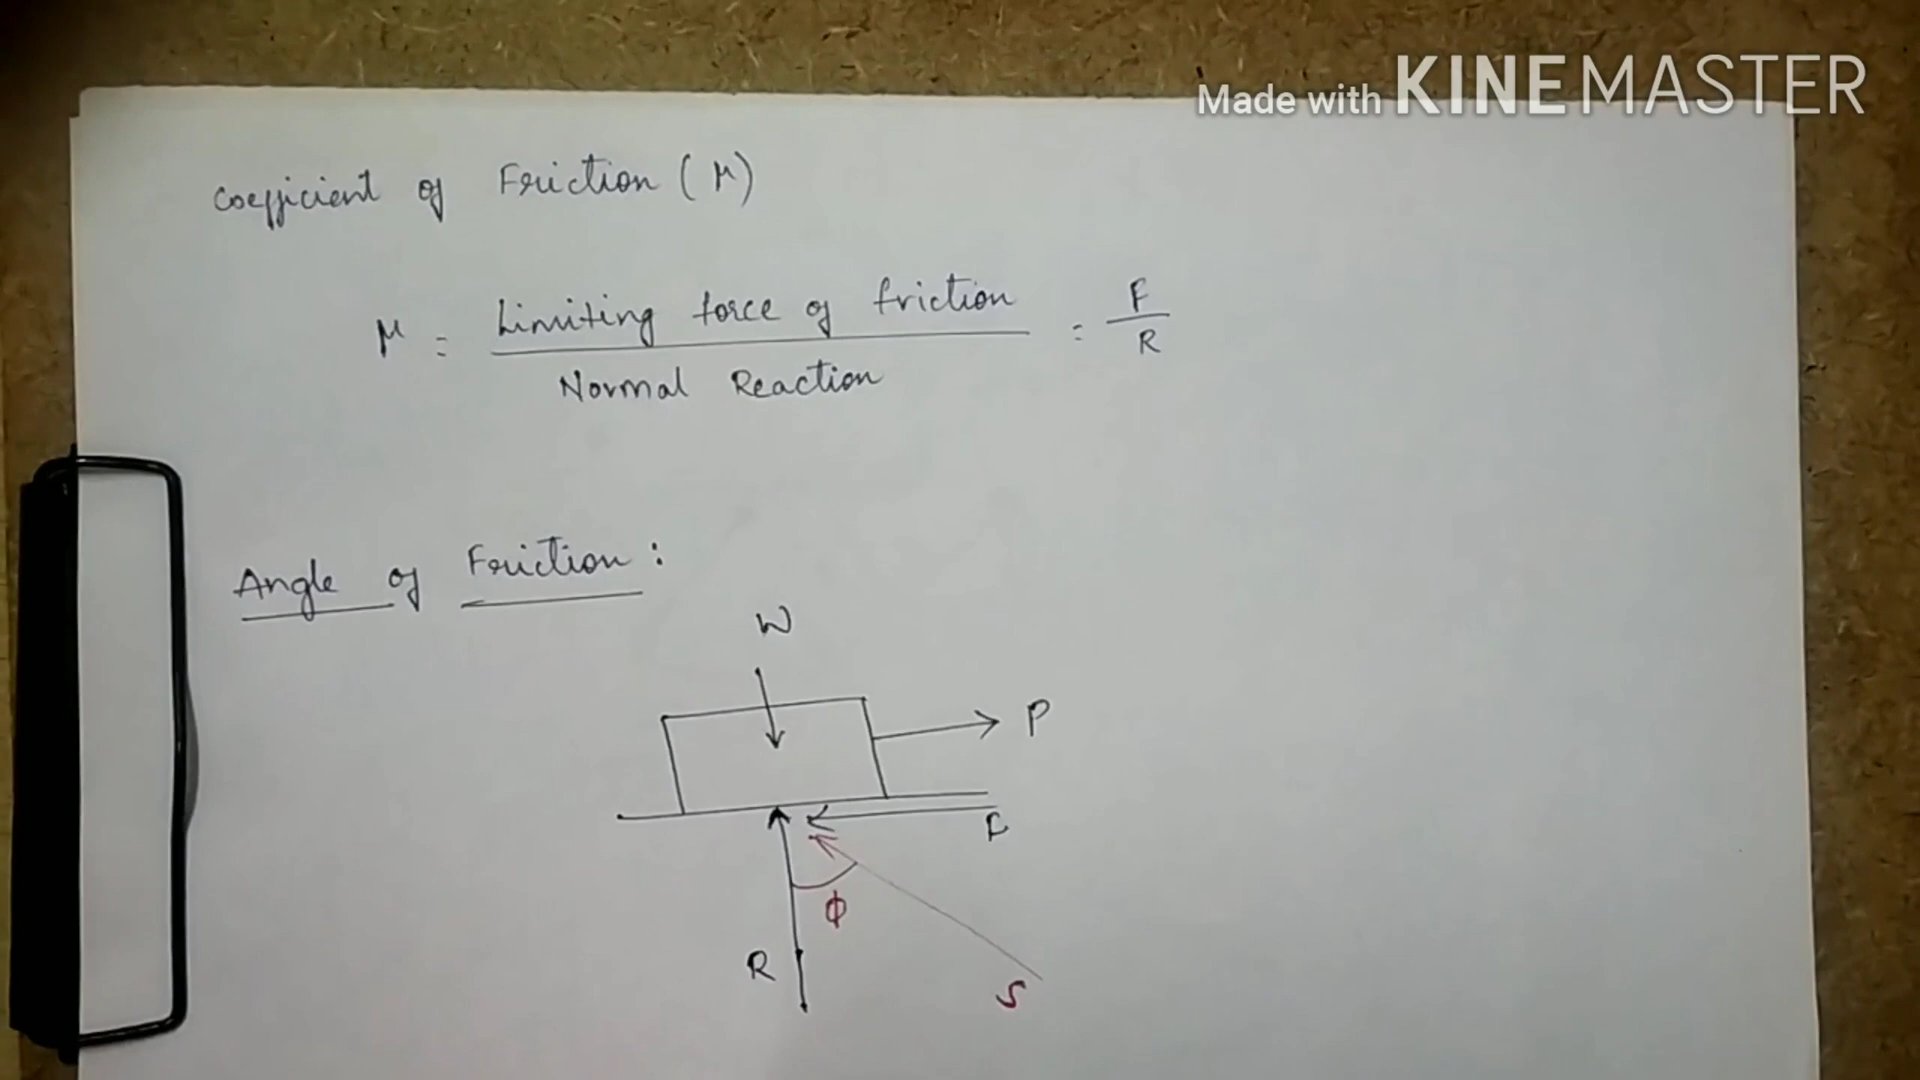 Made with KINEMASTER
Coefficient of Friction (μ)
μ = Limiting force of friction / Normal Reaction = F / R
Angle of Friction :
W
P
F
φ
R
S